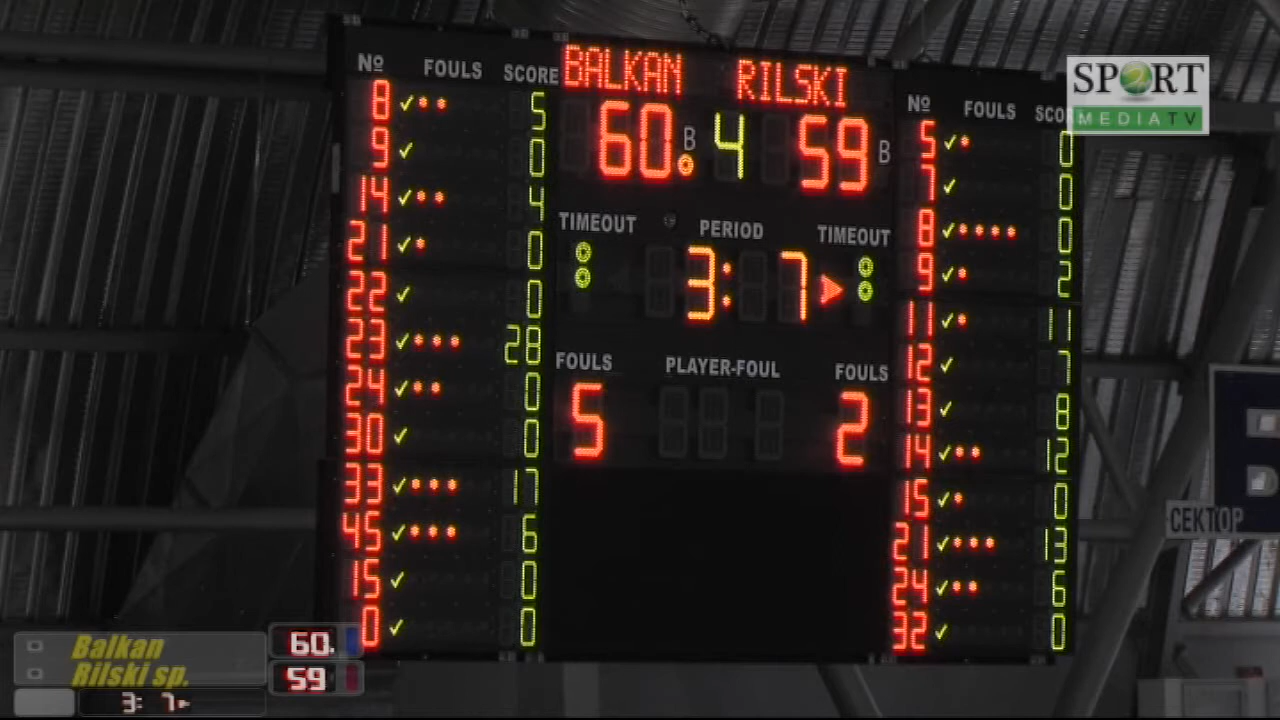 SPORT
MEDIATV
Nº FOULS SCORE BALKAN RILSKI Nº FOULS SCO
60 B 4 59 B
8 5
9 0
14 4
21 0
22 0
23 28
24 0
30 0
33 17
45 6
15 0
0 0
TIMEOUT PERIOD TIMEOUT
3: 7
FOULS PLAYER-FOUL FOULS
5 2
5 0
7 0
8 0
9 2
11 11
12 7
13 8
14 12
15 0
21 13
24 6
32 0
СЕКТОР
В
Balkan 60.
Rilski sp. 59
3: 7